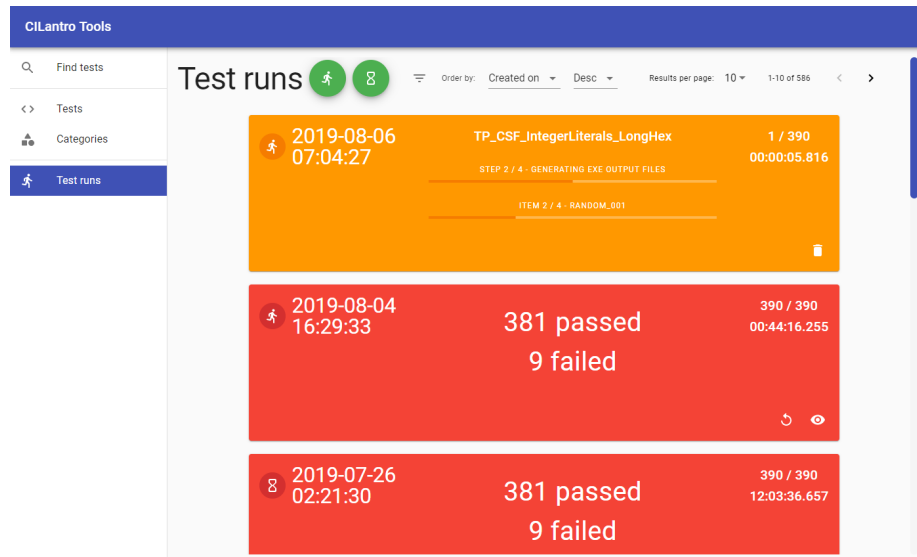 CILantro Tools
Find tests
Tests
Categories
Test runs
Test runs
Order by: Created on Desc Results per page: 10 1-10 of 586
2019-08-06
07:04:27
TP_CSF_IntegerLiterals_LongHex
STEP 2 / 4 - GENERATING EXE OUTPUT FILES
ITEM 2 / 4 - RANDOM_001
1 / 390
00:00:05.816
2019-08-04
16:29:33
381 passed
9 failed
390 / 390
00:44:16.255
2019-07-26
02:21:30
381 passed
9 failed
390 / 390
12:03:36.657